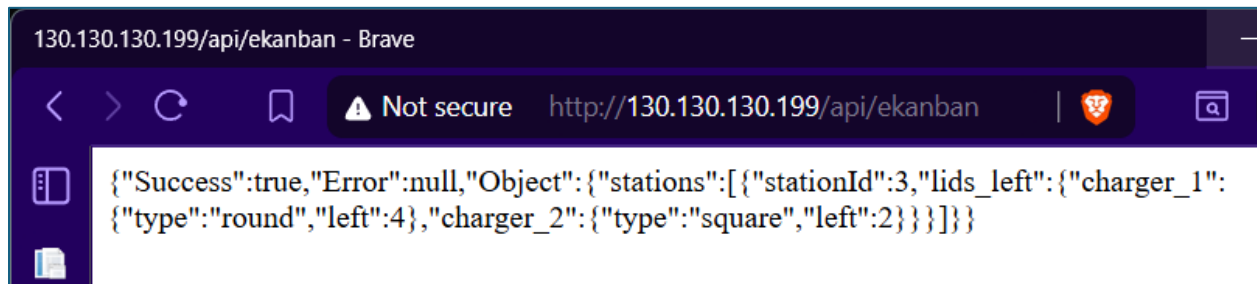 130.130.130.199/api/ekanban - Brave
Not secure http://130.130.130.199/api/ekanban
{"Success":true,"Error":null,"Object":{"stations":[{"stationId":3,"lids_left":{"charger_1":
{"type":"round","left":4},"charger_2":{"type":"square","left":2}}}]}}